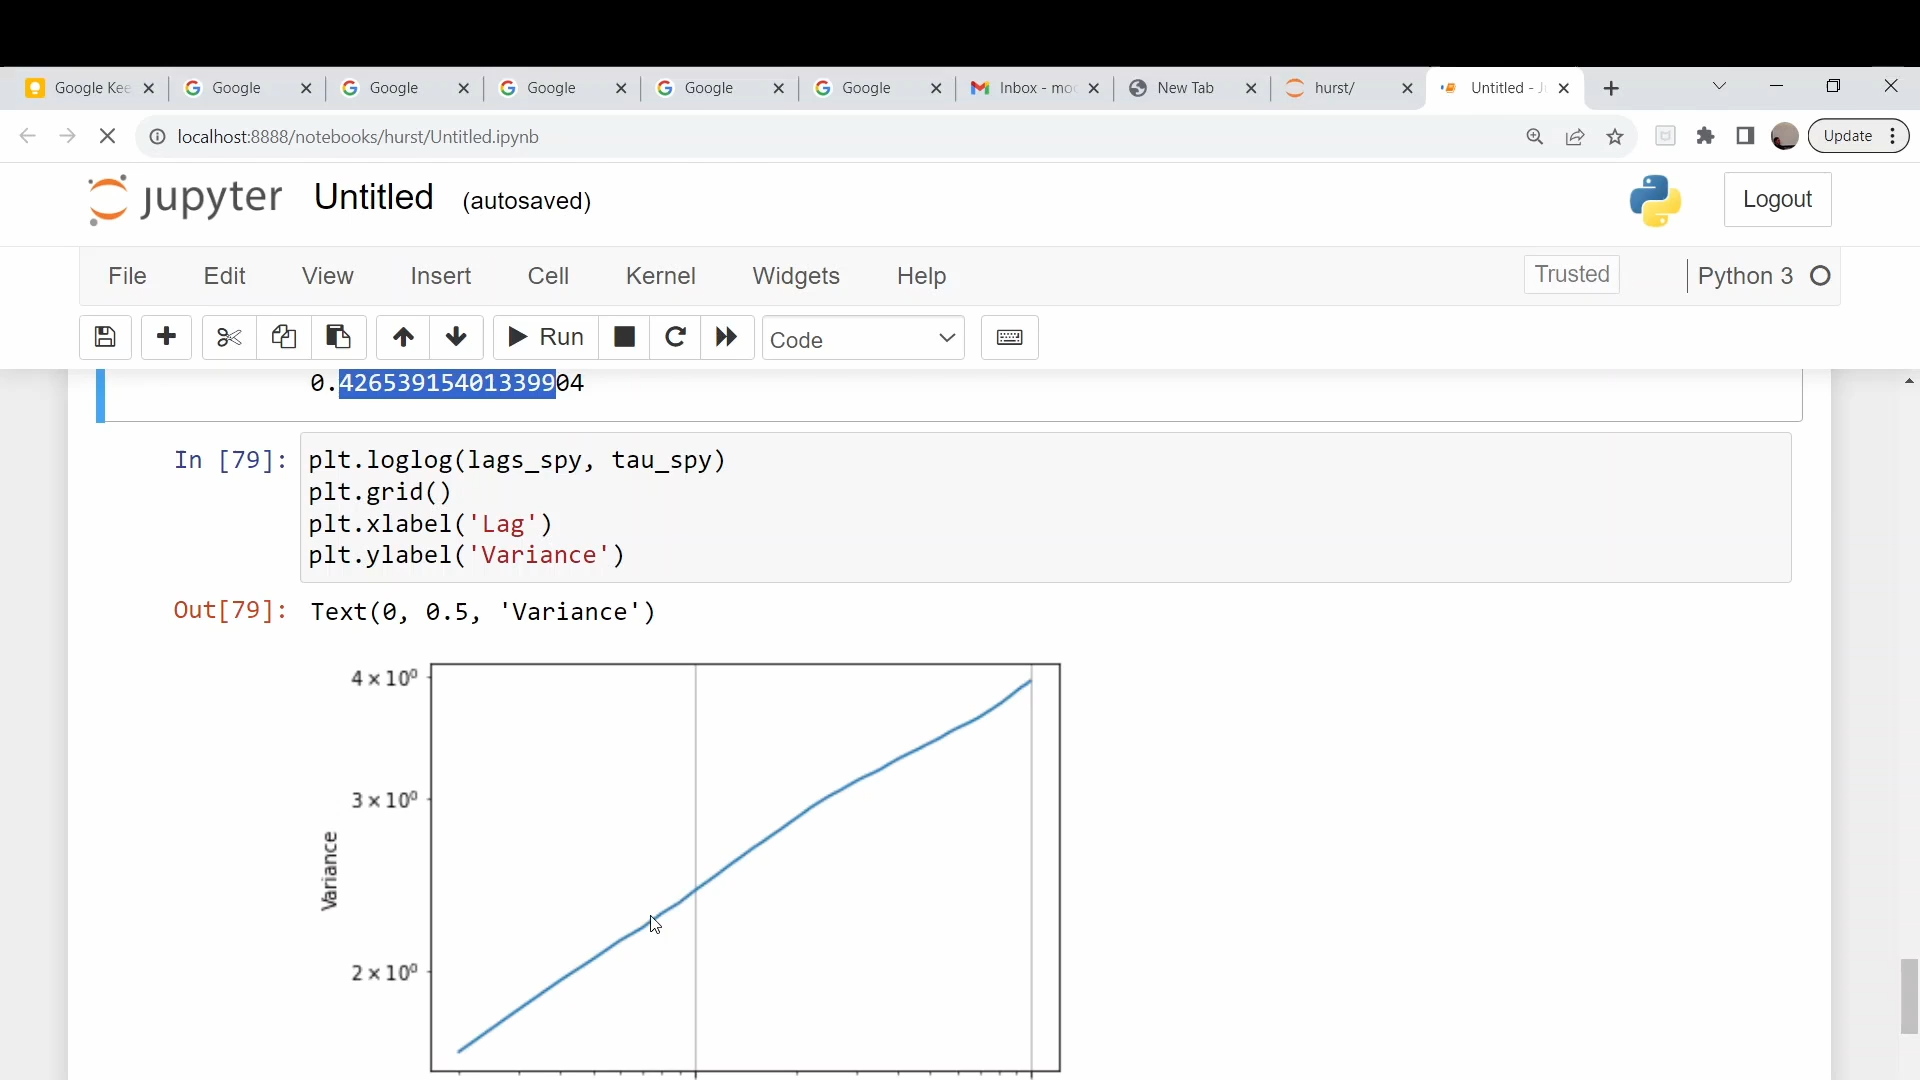 Google Kee
Google
Google
Google
Google
Google
Inbox - mo
New Tab
hurst/
Untitled - J
localhost:8888/notebooks/hurst/Untitled.ipynb
Update
jupyter Untitled (autosaved)
Logout
File Edit View Insert Cell Kernel Widgets Help
Trusted
Python 3
Run
Code
0.42653915401339904
In [79]: plt.loglog(lags_spy, tau_spy)
plt.grid()
plt.xlabel('Lag')
plt.ylabel('Variance')
Out[79]: Text(0, 0.5, 'Variance')
4 × 10⁰
3 × 10⁰
Variance
2 × 10⁰